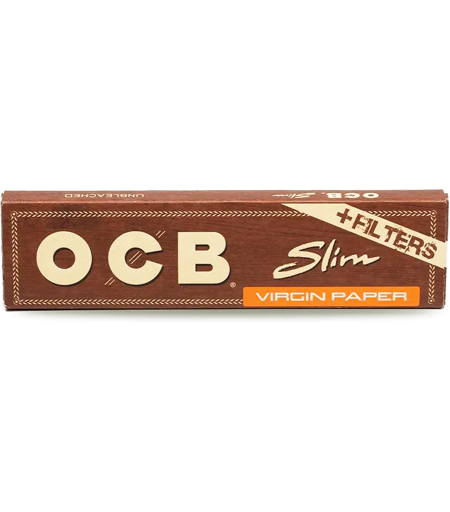 UNBLEACHED Slim OCB
+FILTERS
OCB® Slim
VIRGIN PAPER